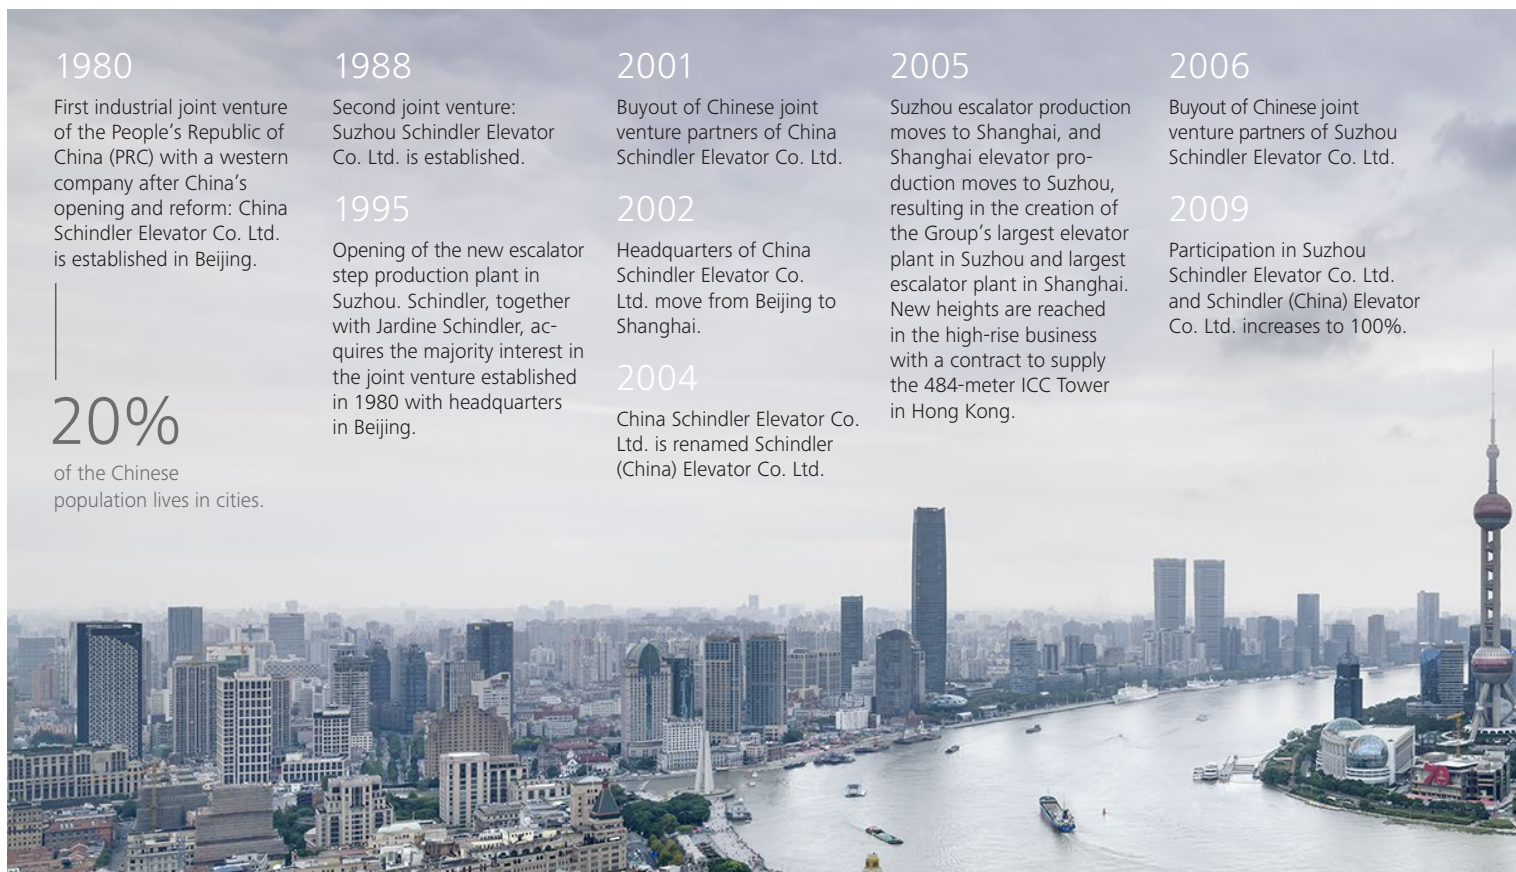 1980
First industrial joint venture
of the People's Republic of
China (PRC) with a western
company after China's
opening and reform: China
Schindler Elevator Co. Ltd.
is established in Beijing.
20%
of the Chinese
population lives in cities.
1988
Second joint venture:
Suzhou Schindler Elevator
Co. Ltd. is established.
1995
Opening of the new escalator
step production plant in
Suzhou. Schindler, together
with Jardine Schindler, ac-
quires the majority interest in
the joint venture established
in 1980 with headquarters
in Beijing.
2001
Buyout of Chinese joint
venture partners of China
Schindler Elevator Co. Ltd.
2002
Headquarters of China
Schindler Elevator Co.
Ltd. move from Beijing to
Shanghai.
2004
China Schindler Elevator Co.
Ltd. is renamed Schindler
(China) Elevator Co. Ltd.
2005
Suzhou escalator production
moves to Shanghai, and
Shanghai elevator pro-
duction moves to Suzhou,
resulting in the creation of
the Group's largest elevator
plant in Suzhou and largest
escalator plant in Shanghai.
New heights are reached
in the high-rise business
with a contract to supply
the 484-meter ICC Tower
in Hong Kong.
2006
Buyout of Chinese joint
venture partners of Suzhou
Schindler Elevator Co. Ltd.
2009
Participation in Suzhou
Schindler Elevator Co. Ltd.
and Schindler (China) Elevator
Co. Ltd. increases to 100%.